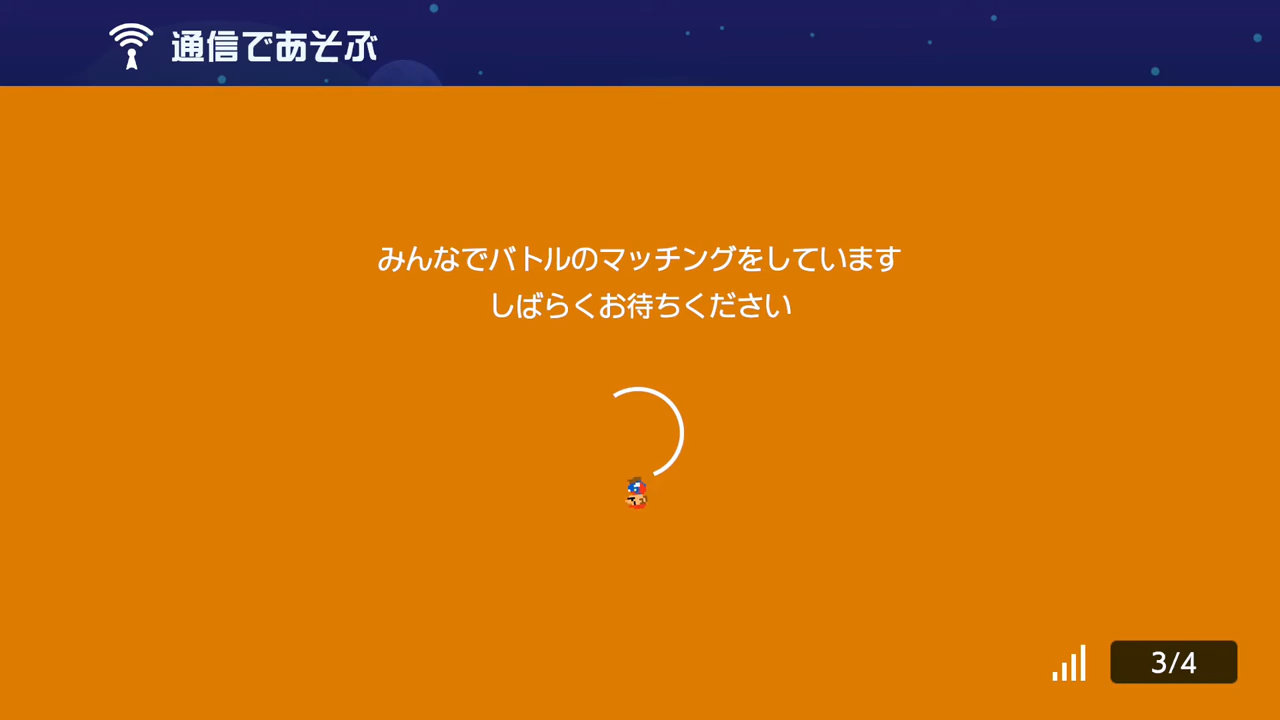 通信であそぶ
みんなでバトルのマッチングをしています
しばらくお待ちください
3/4